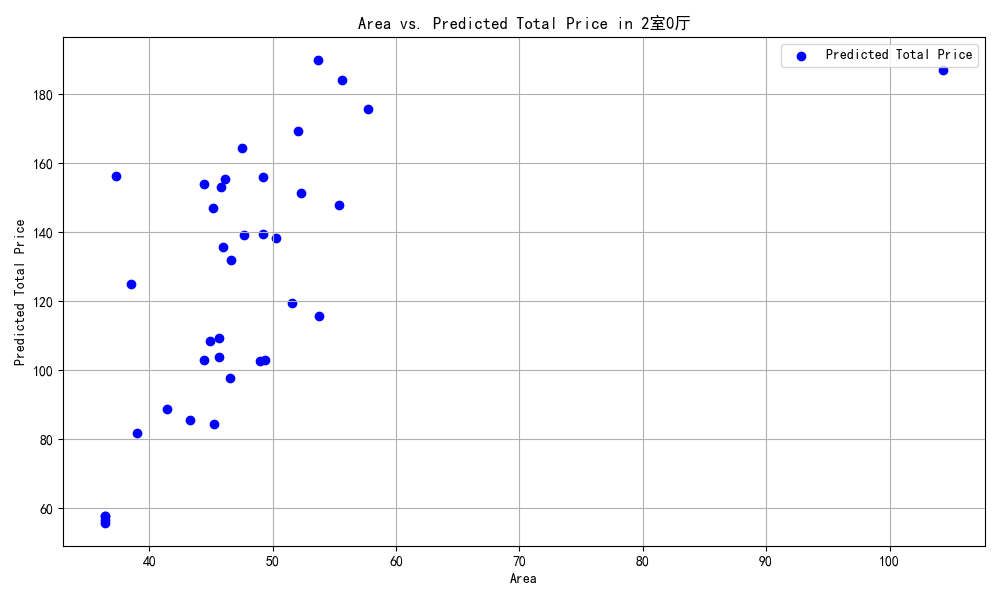 Area vs. Predicted Total Price in 2室0厅
Predicted Total Price
Predicted Total Price
180
160
140
120
100
80
60
40 50 60 70 80 90 100
Area